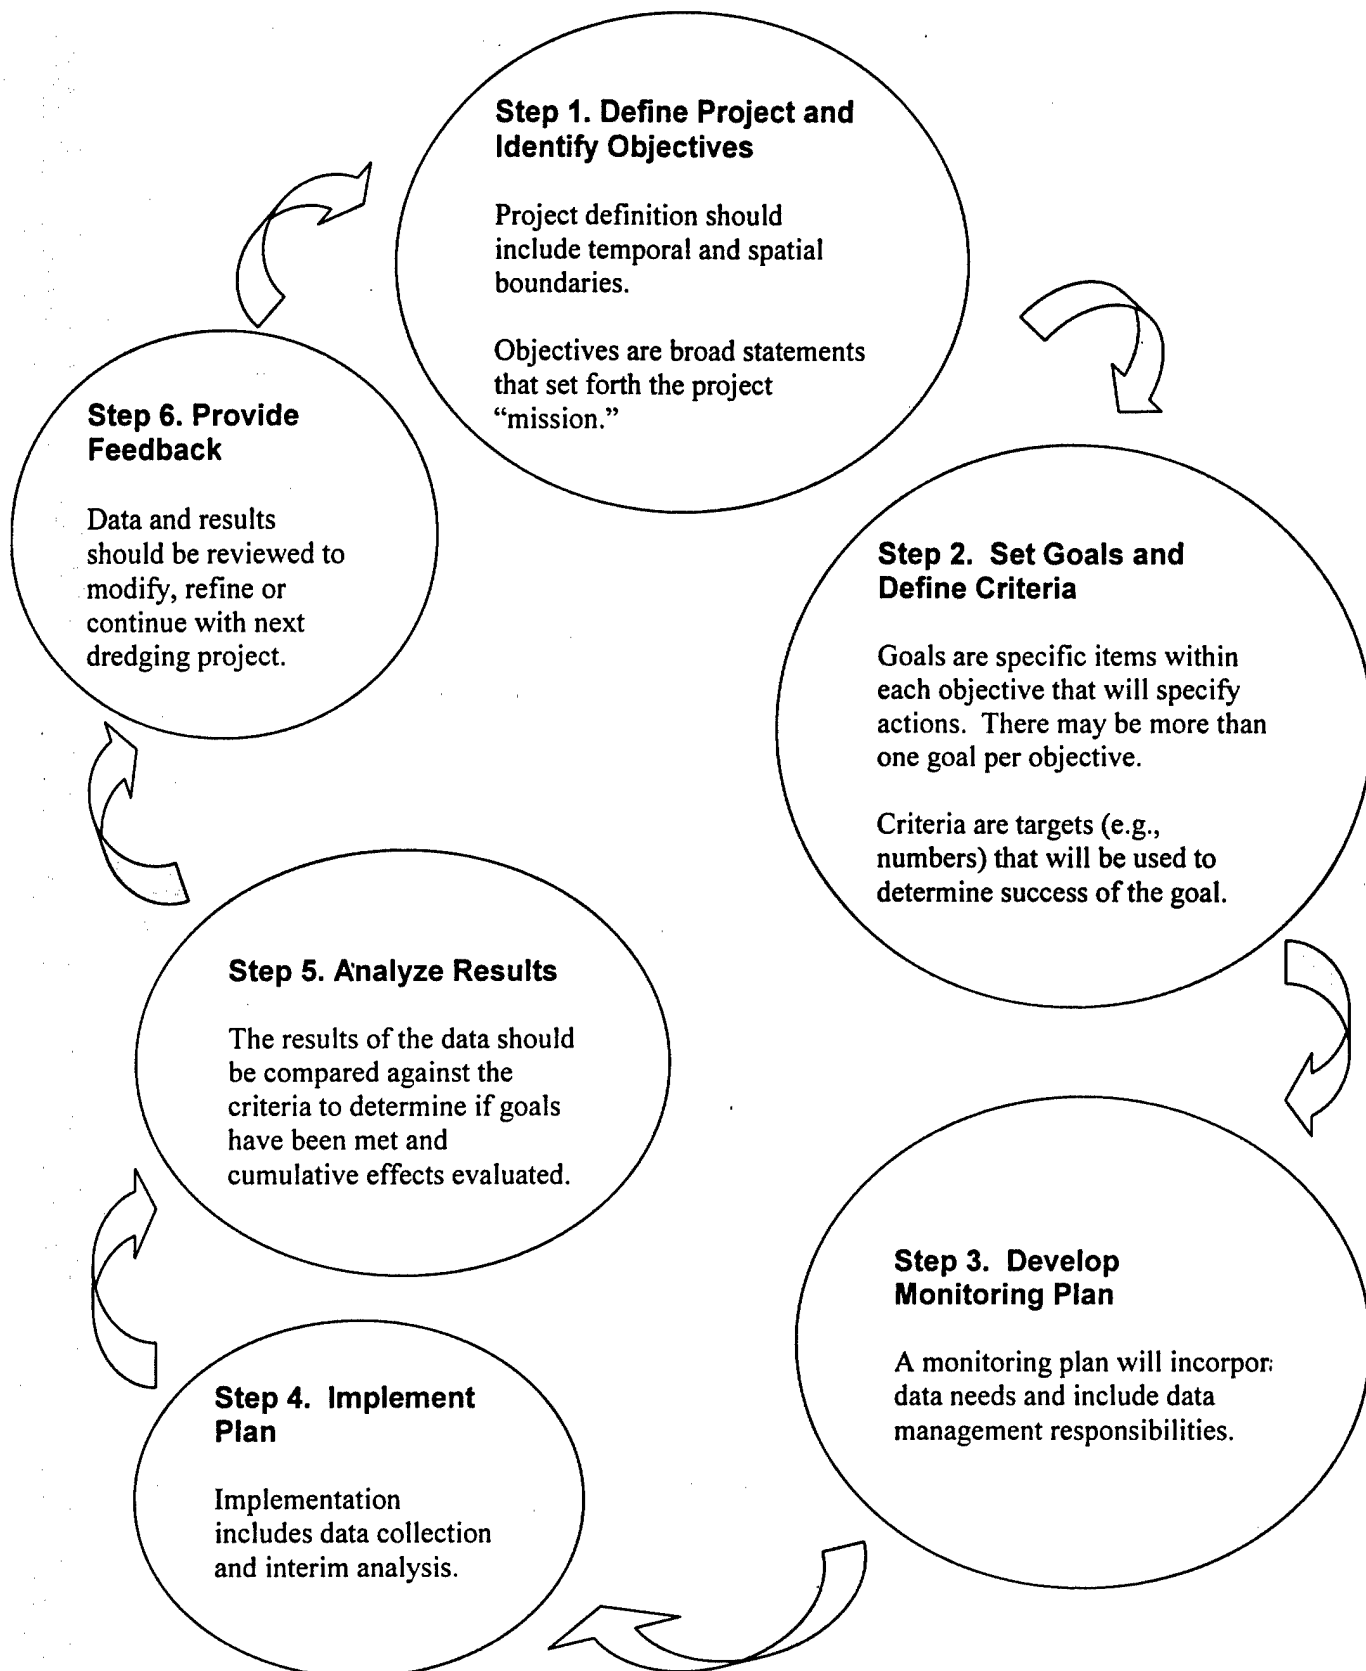 Step 1. Define Project and
Identify Objectives
Project definition should
include temporal and spatial
boundaries.
Objectives are broad statements
that set forth the project
“mission.”
Step 2. Set Goals and
Define Criteria
Goals are specific items within
each objective that will specify
actions. There may be more than
one goal per objective.
Criteria are targets (e.g.,
numbers) that will be used to
determine success of the goal.
Step 3. Develop
Monitoring Plan
A monitoring plan will
data needs and include data
management responsibilities.
Step 4. Implement
Plan
Implementation
includes data collection
and interim analysis.
Step 5. Analyze Results
The results of the data should
be compared against the
criteria to determine if goals
have been met and
cumulative effects evaluated.
Step 6. Provide
Feedback
Data and results
should be reviewed to
modify, refine or
continue with next
dredging project.